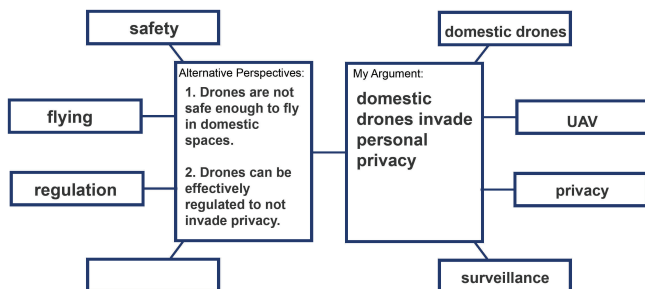 safety
domestic drones
Alternative Perspectives:
1. Drones are not
safe enough to fly
in domestic
spaces.
2. Drones can be
effectively
regulated to not
invade privacy.
My Argument:
domestic
drones invade
personal
privacy
flying
regulation
UAV
privacy
surveillance